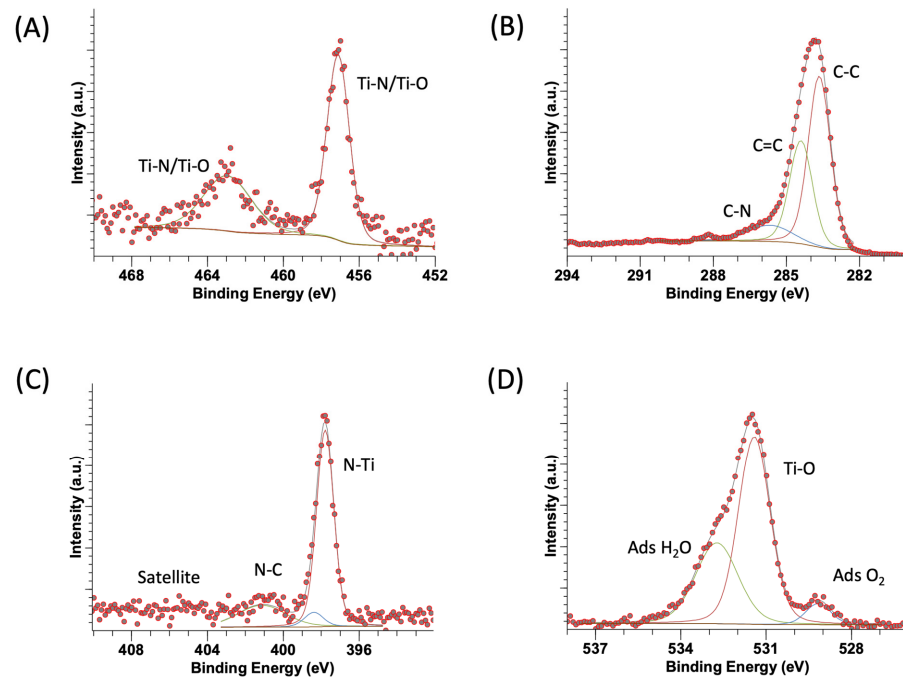 (A)
Intensity (a.u.)
Ti-N/Ti-O
Ti-N/Ti-O
468 464 460 456 452
Binding Energy (eV)
(B)
Intensity (a.u.)
C-C
C=C
C-N
294 291 288 285 282
Binding Energy (eV)
(C)
Intensity (a.u.)
N-Ti
N-C
Satellite
408 404 400 396
Binding Energy (eV)
(D)
Intensity (a.u.)
Ti-O
Ads H₂O
Ads O₂
537 534 531 528
Binding Energy (eV)